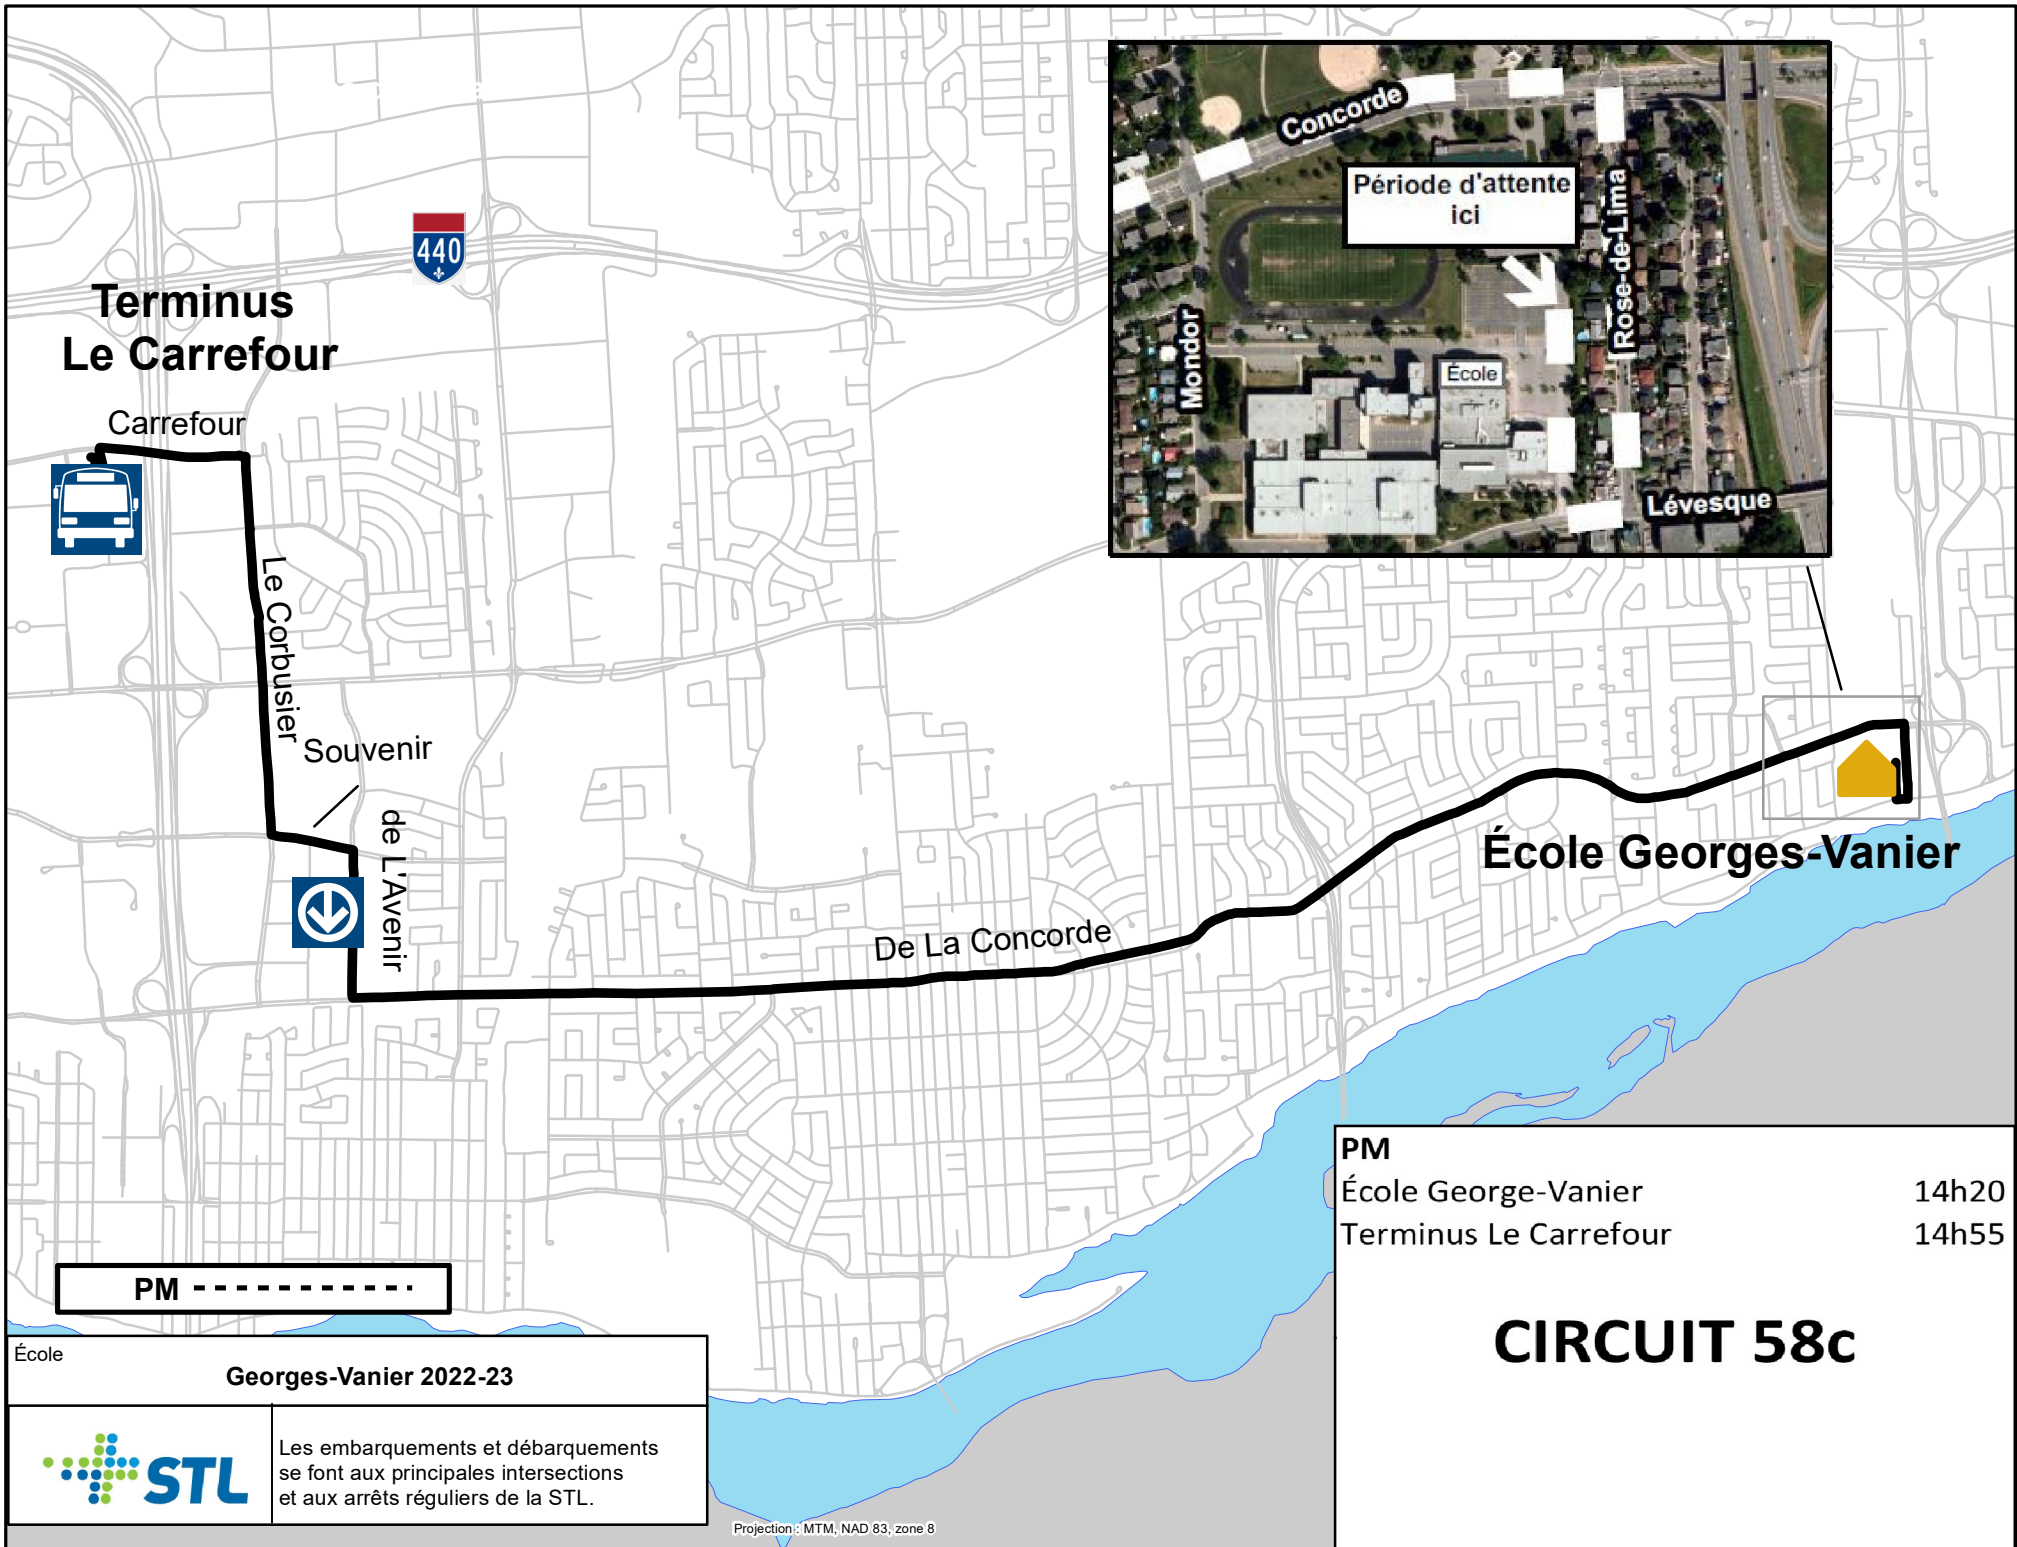 440
Terminus
Le Carrefour
Carrefour
Le Corbusier
Souvenir
de L'Avenir
De La Concorde
École Georges-Vanier
Concorde
Période d'attente
ici
Rose-de-Lima
Mondor
École
Lévesque
PM
École George-Vanier 14h20
Terminus Le Carrefour 14h55
CIRCUIT 58c
PM
École
Georges-Vanier 2022-23
STL
Les embarquements et débarquements
se font aux principales intersections
et aux arrêts réguliers de la STL.
Projection : MTM, NAD 83, zone 8